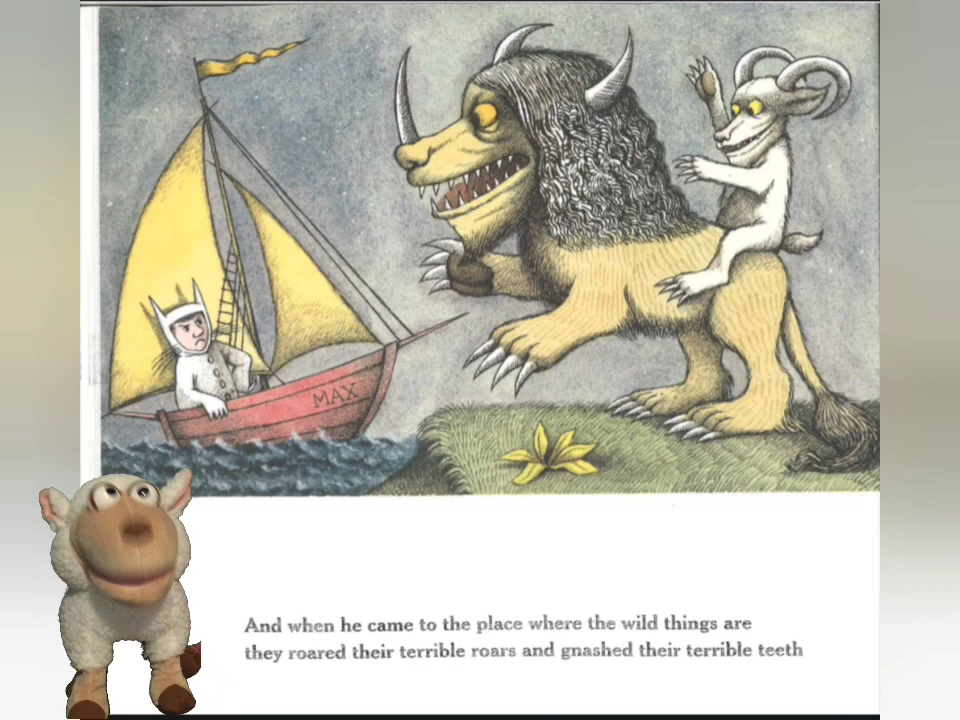 MAX
And when he came to the place where the wild things are
they roared their terrible roars and gnashed their terrible teeth